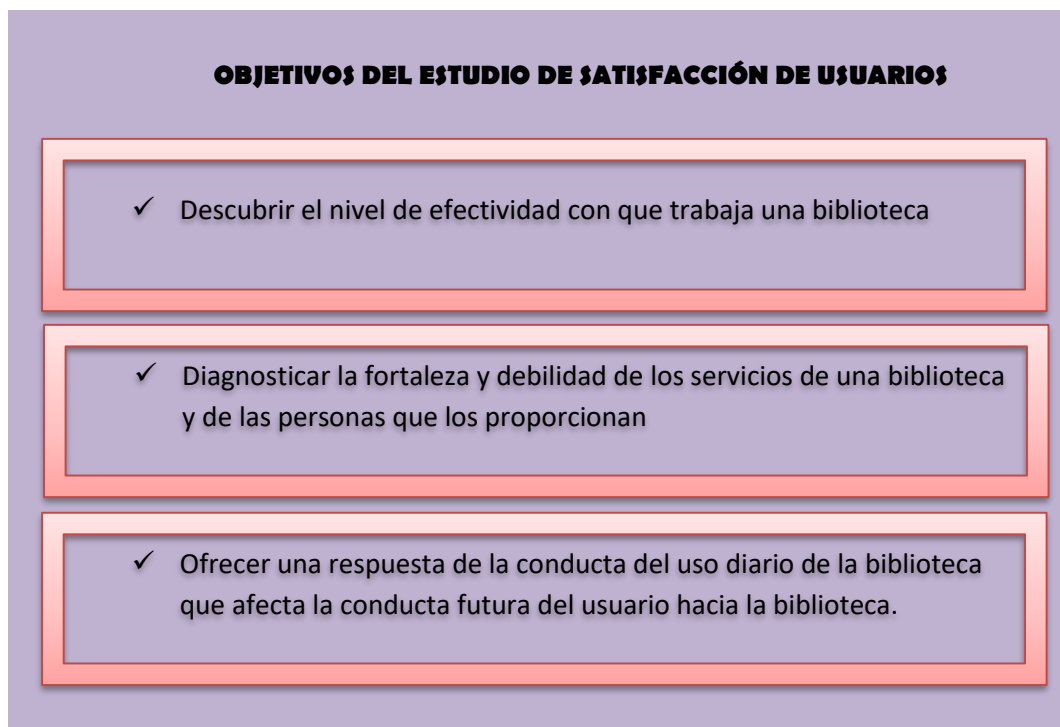 OBJETIVOS DEL ESTUDIO DE SATISFACCIÓN DE USUARIOS
✓ Descubrir el nivel de efectividad con que trabaja una biblioteca
✓ Diagnosticar la fortaleza y debilidad de los servicios de una biblioteca
y de las personas que los proporcionan
✓ Ofrecer una respuesta de la conducta del uso diario de la biblioteca
que afecta la conducta futura del usuario hacia la biblioteca.